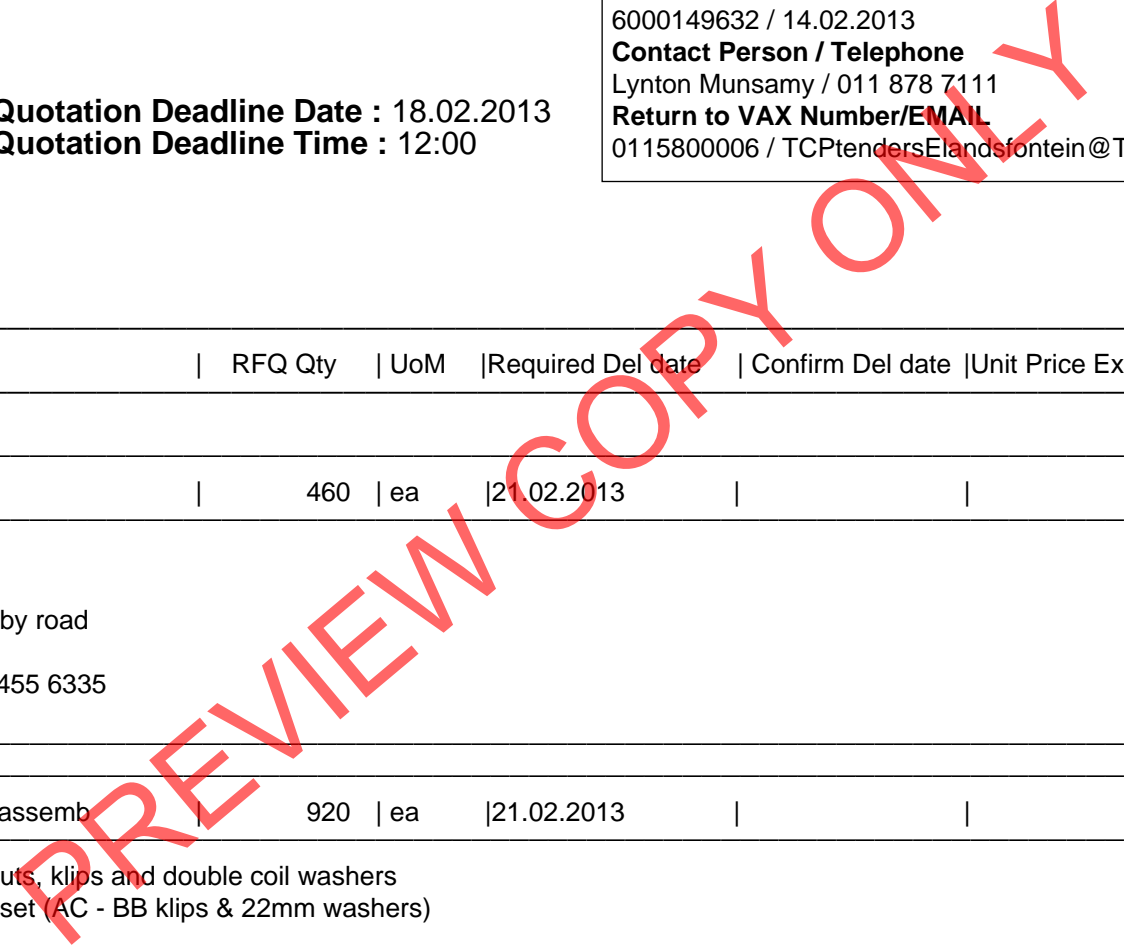 6000149632 / 14.02.2013
Contact Person / Telephone
Lynton Munsamy / 011 878 7111
Return to VAX Number/EMAIL
0115800006 / TCPtendersElandsfontein@T
Quotation Deadline Date : 18.02.2013
Quotation Deadline Time : 12:00
| RFQ Qty | UoM |Required Del date | Confirm Del date |Unit Price Ex
| 460 | ea |21.02.2013 | |
by road
455 6335
assemb | 920 | ea |21.02.2013 | |
uts, klips and double coil washers
set (AC - BB klips & 22mm washers)
PREVIEW COPY ONLY